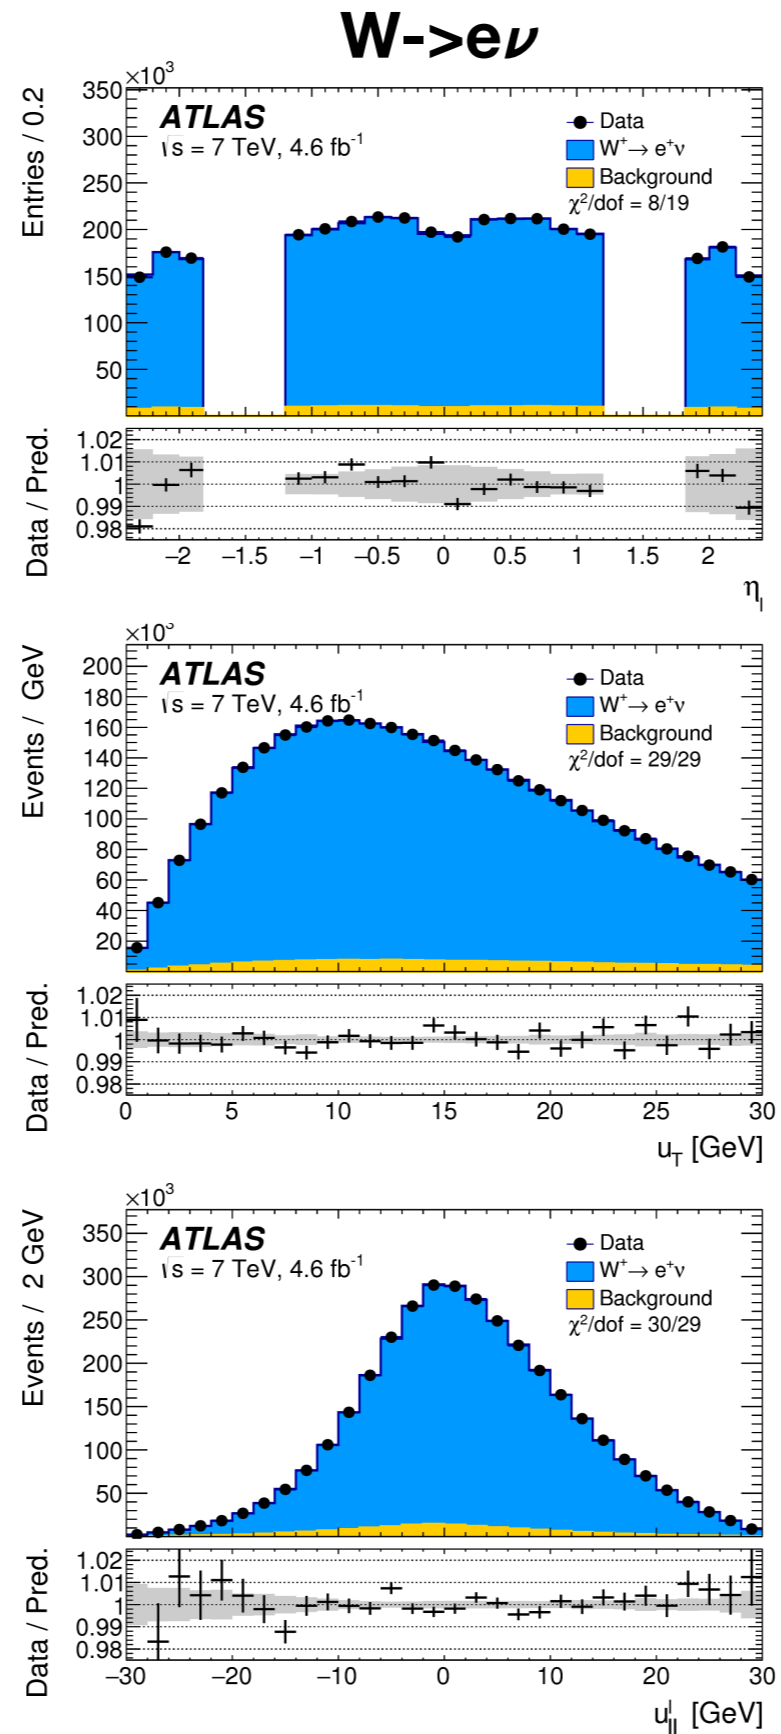 W->eν
×10³
Entries / 0.2
350
300
250
200
150
100
50
ATLAS
√s = 7 TeV, 4.6 fb⁻¹
Data
W⁺→ e⁺ν
Background
χ²/dof = 8/19
Data / Pred.
1.02
1.01
1
0.99
0.98
−2 −1.5 −1 −0.5 0 0.5 1 1.5 2
η_l
×10³
Events / GeV
200
180
160
140
120
100
80
60
40
20
ATLAS
√s = 7 TeV, 4.6 fb⁻¹
Data
W⁺→ e⁺ν
Background
χ²/dof = 29/29
Data / Pred.
1.02
1.01
1
0.99
0.98
0 5 10 15 20 25 30
u_T [GeV]
×10³
Events / 2 GeV
350
300
250
200
150
100
50
ATLAS
√s = 7 TeV, 4.6 fb⁻¹
Data
W⁺→ e⁺ν
Background
χ²/dof = 30/29
Data / Pred.
1.02
1.01
1
0.99
0.98
−30 −20 −10 0 10 20 30
u_||^l [GeV]